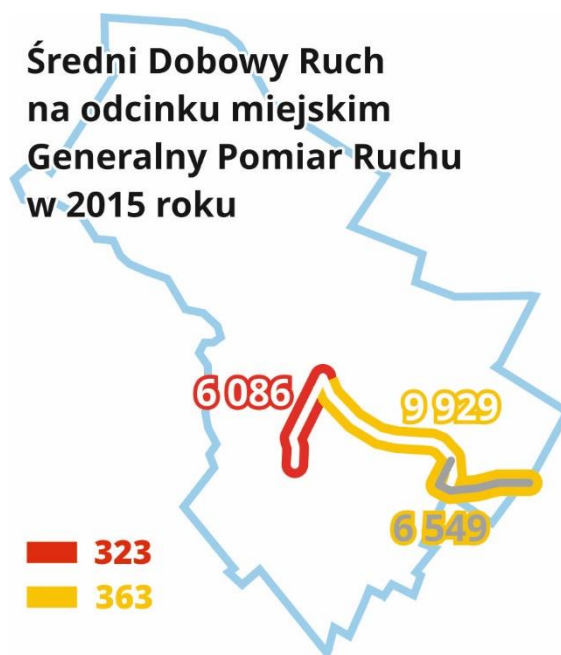 Średni Dobowy Ruch
na odcinku miejskim
Generalny Pomiar Ruchu
w 2015 roku
6 086
9 929
6 549
323
363